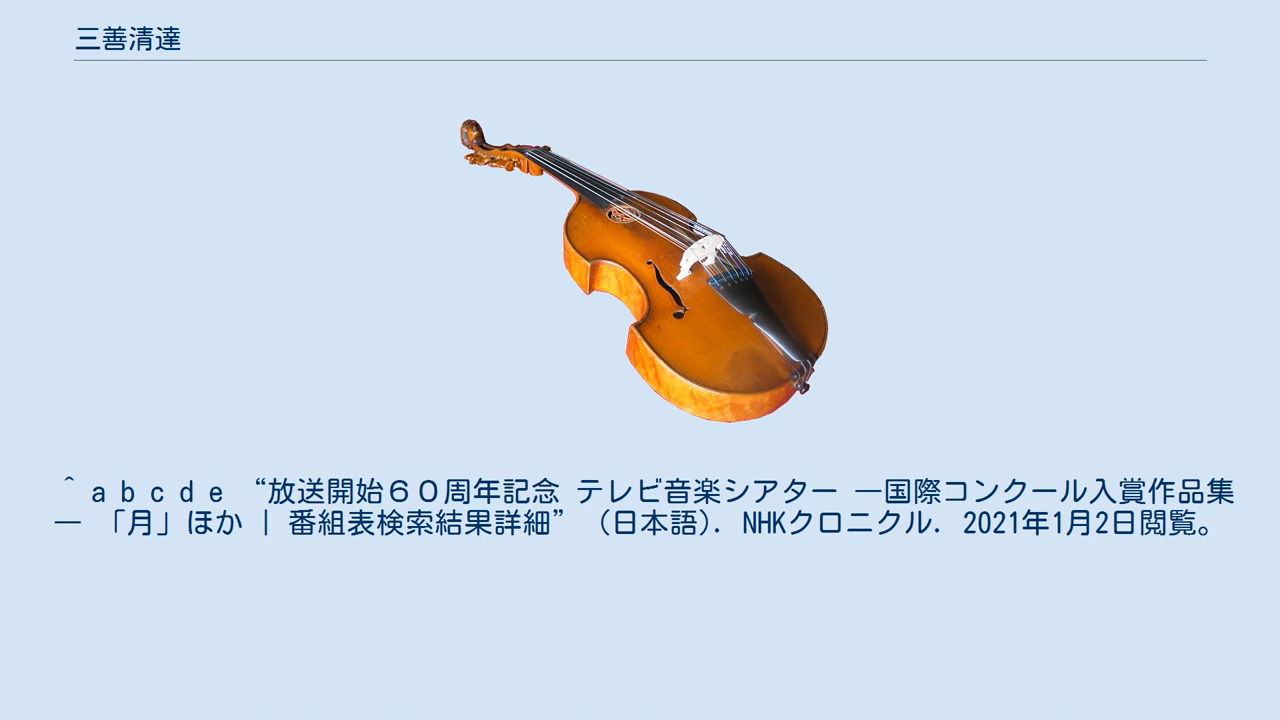 三善清達
^ a b c d e “放送開始６０周年記念 テレビ音楽シアター ―国際コンクール入賞作品集
― 「月」ほか | 番組表検索結果詳細” （日本語). NHKクロニクル. 2021年1月2日閲覧。